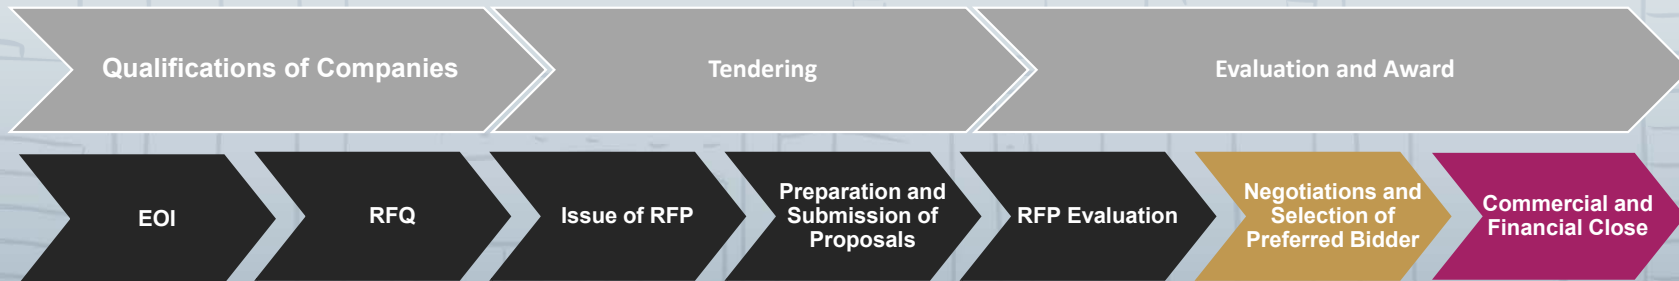 Qualifications of Companies
Tendering
Evaluation and Award
EOI
RFQ
Issue of RFP
Preparation and
Submission of
Proposals
RFP Evaluation
Negotiations and
Selection of
Preferred Bidder
Commercial and
Financial Close